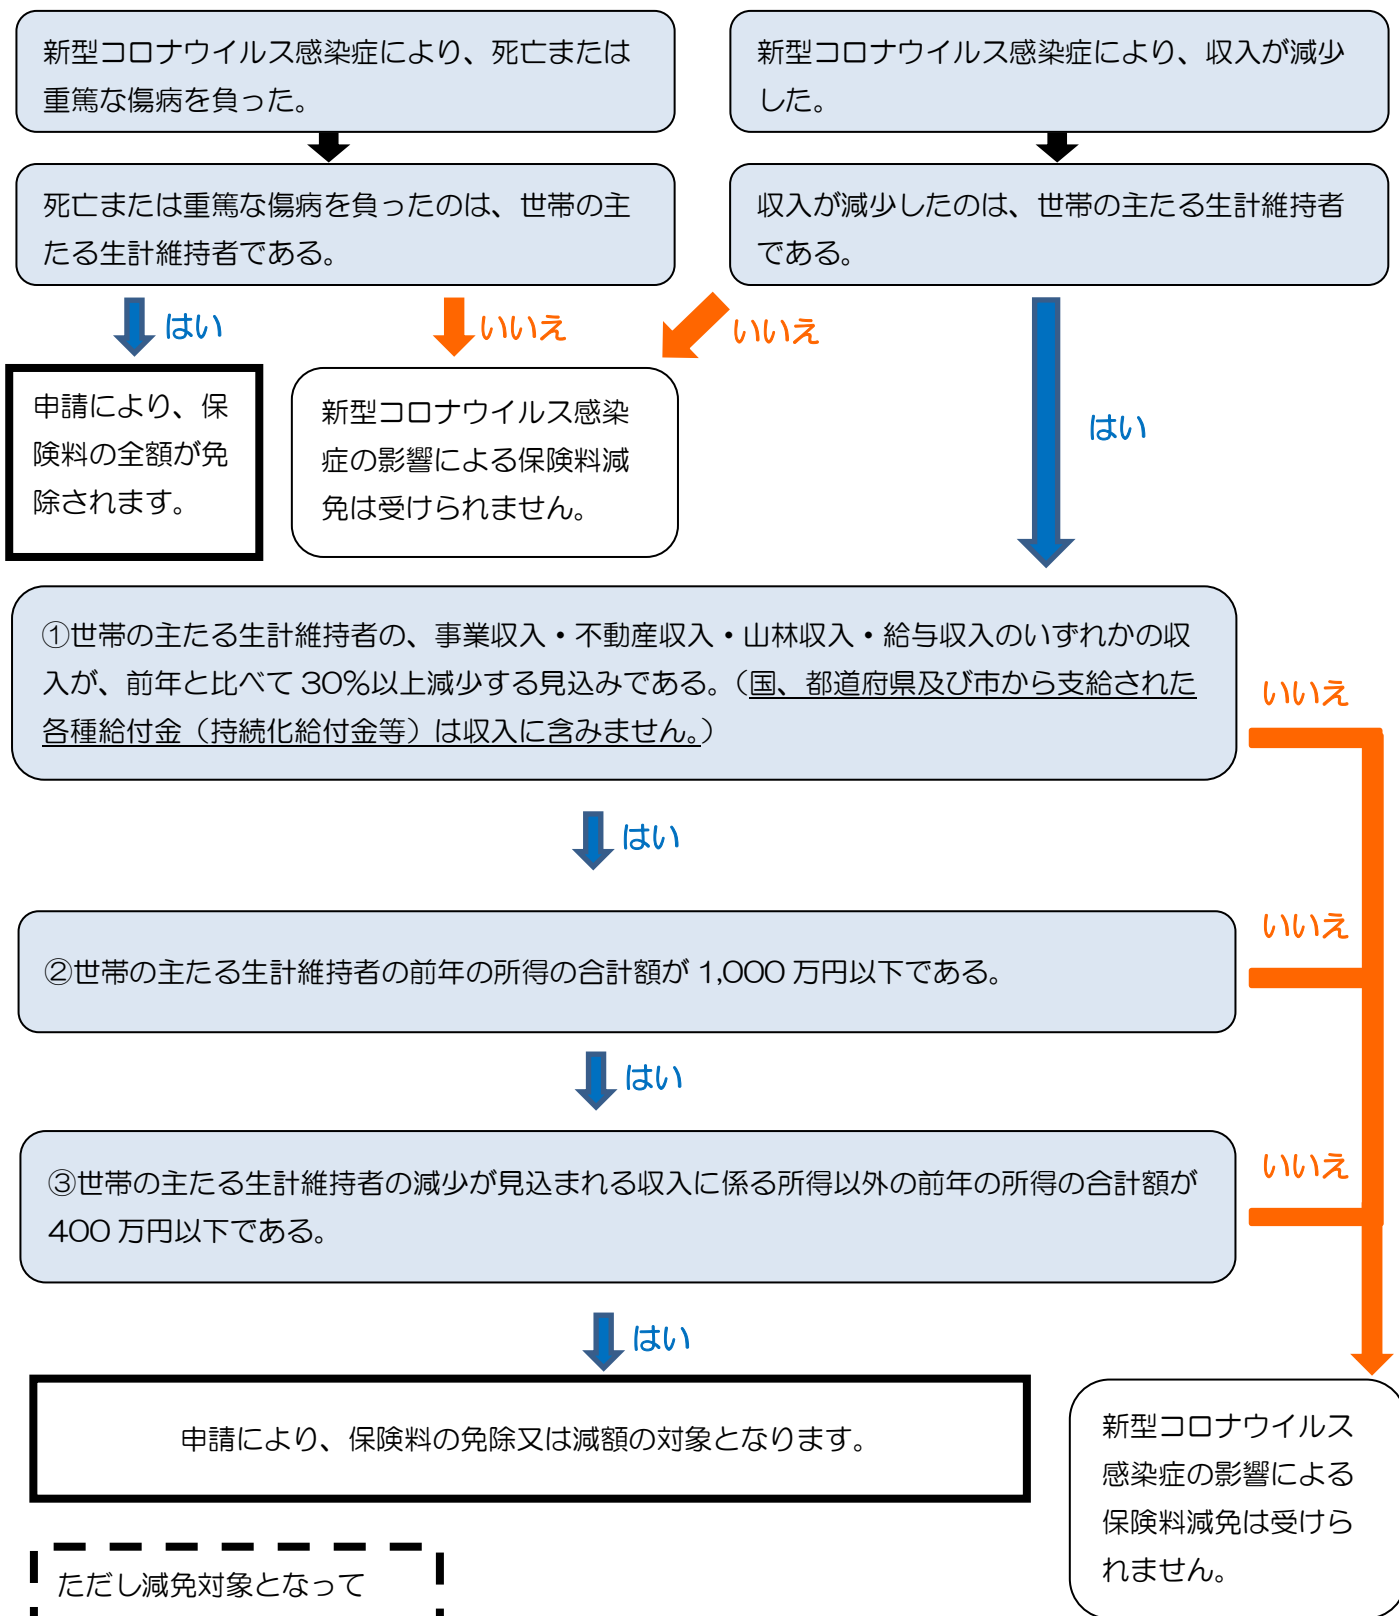 新型コロナウイルス感染症により、死亡または
重篤な傷病を負った。
新型コロナウイルス感染症により、収入が減少
した。
死亡または重篤な傷病を負ったのは、世帯の主
たる生計維持者である。
収入が減少したのは、世帯の主たる生計維持者
である。
はい
いいえ
いいえ
申請により、保
険料の全額が免
除されます。
新型コロナウイルス感染
症の影響による保険料減
免は受けられません。
はい
①世帯の主たる生計維持者の、事業収入・不動産収入・山林収入・給与収入のいずれかの収
入が、前年と比べて30%以上減少する見込みである。(国、都道府県及び市から支給された
各種給付金(持続化給付金等)は収入に含みません。)
いいえ
はい
②世帯の主たる生計維持者の前年の所得の合計額が1,000万円以下である。
いいえ
はい
③世帯の主たる生計維持者の減少が見込まれる収入に係る所得以外の前年の所得の合計額が
400万円以下である。
いいえ
はい
申請により、保険料の免除又は減額の対象となります。
新型コロナウイルス
感染症の影響による
保険料減免は受けら
れません。
ただし減免対象となって